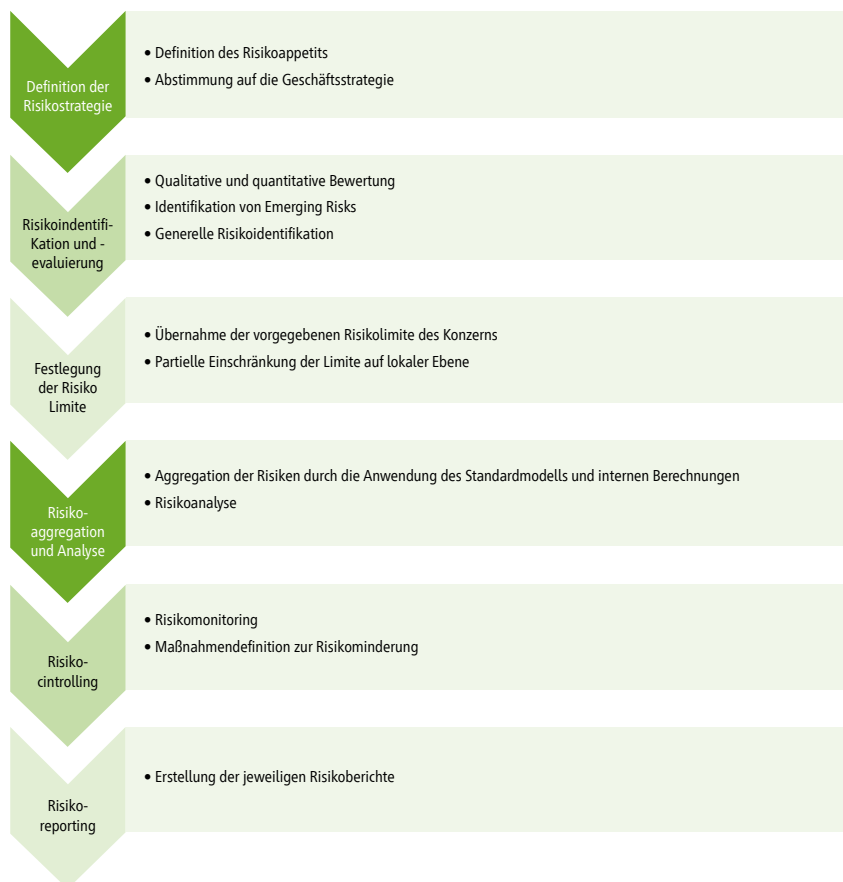 Definition der
Risikostrategie
• Definition des Risikoappetits
• Abstimmung auf die Geschäftsstrategie
Risikoindentifi-
Kation und -
evaluierung
• Qualitative und quantitative Bewertung
• Identifikation von Emerging Risks
• Generelle Risikoidentifikation
Festlegung
der Risiko
Limite
• Übernahme der vorgegebenen Risikolimite des Konzerns
• Partielle Einschränkung der Limite auf lokaler Ebene
Risiko-
aggregation
und Analyse
• Aggregation der Risiken durch die Anwendung des Standardmodells und internen Berechnungen
• Risikoanalyse
Risiko-
cintrolling
• Risikomonitoring
• Maßnahmendefinition zur Risikominderung
Risiko-
reporting
• Erstellung der jeweiligen Risikoberichte